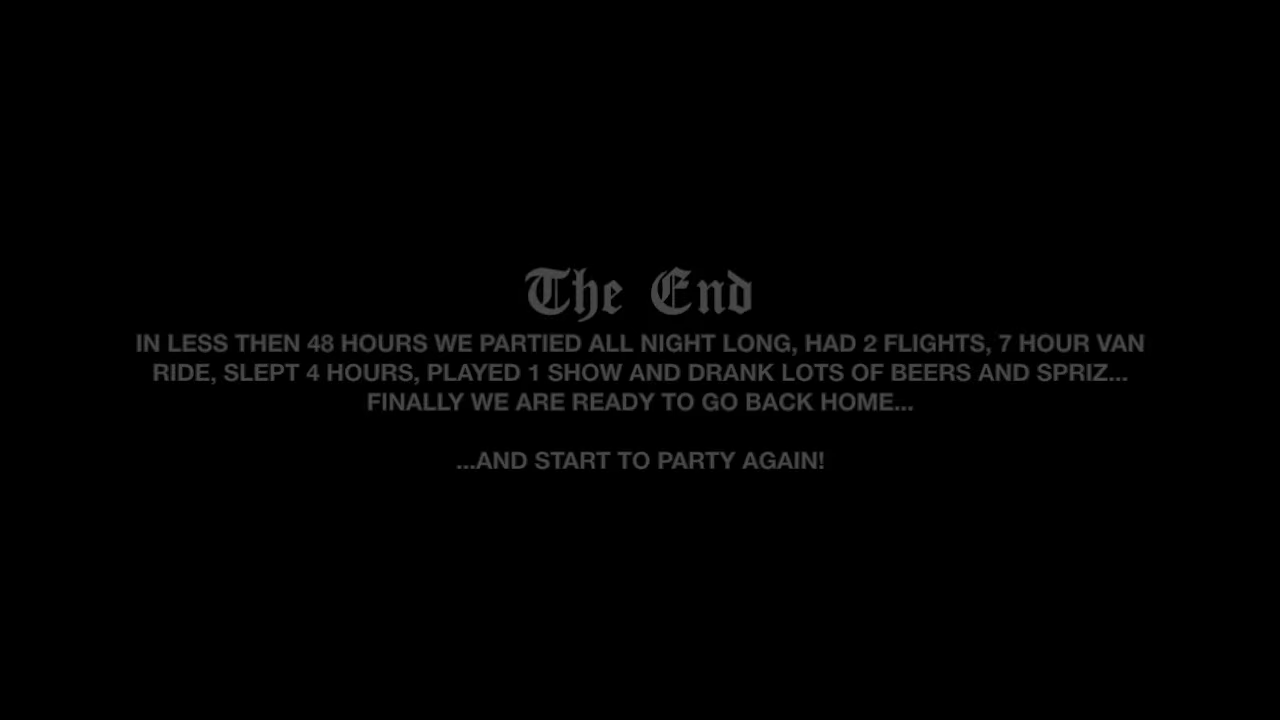 The End
IN LESS THEN 48 HOURS WE PARTIED ALL NIGHT LONG, HAD 2 FLIGHTS, 7 HOUR VAN
RIDE, SLEPT 4 HOURS, PLAYED 1 SHOW AND DRANK LOTS OF BEERS AND SPRIZ...
FINALLY WE ARE READY TO GO BACK HOME...
...AND START TO PARTY AGAIN!